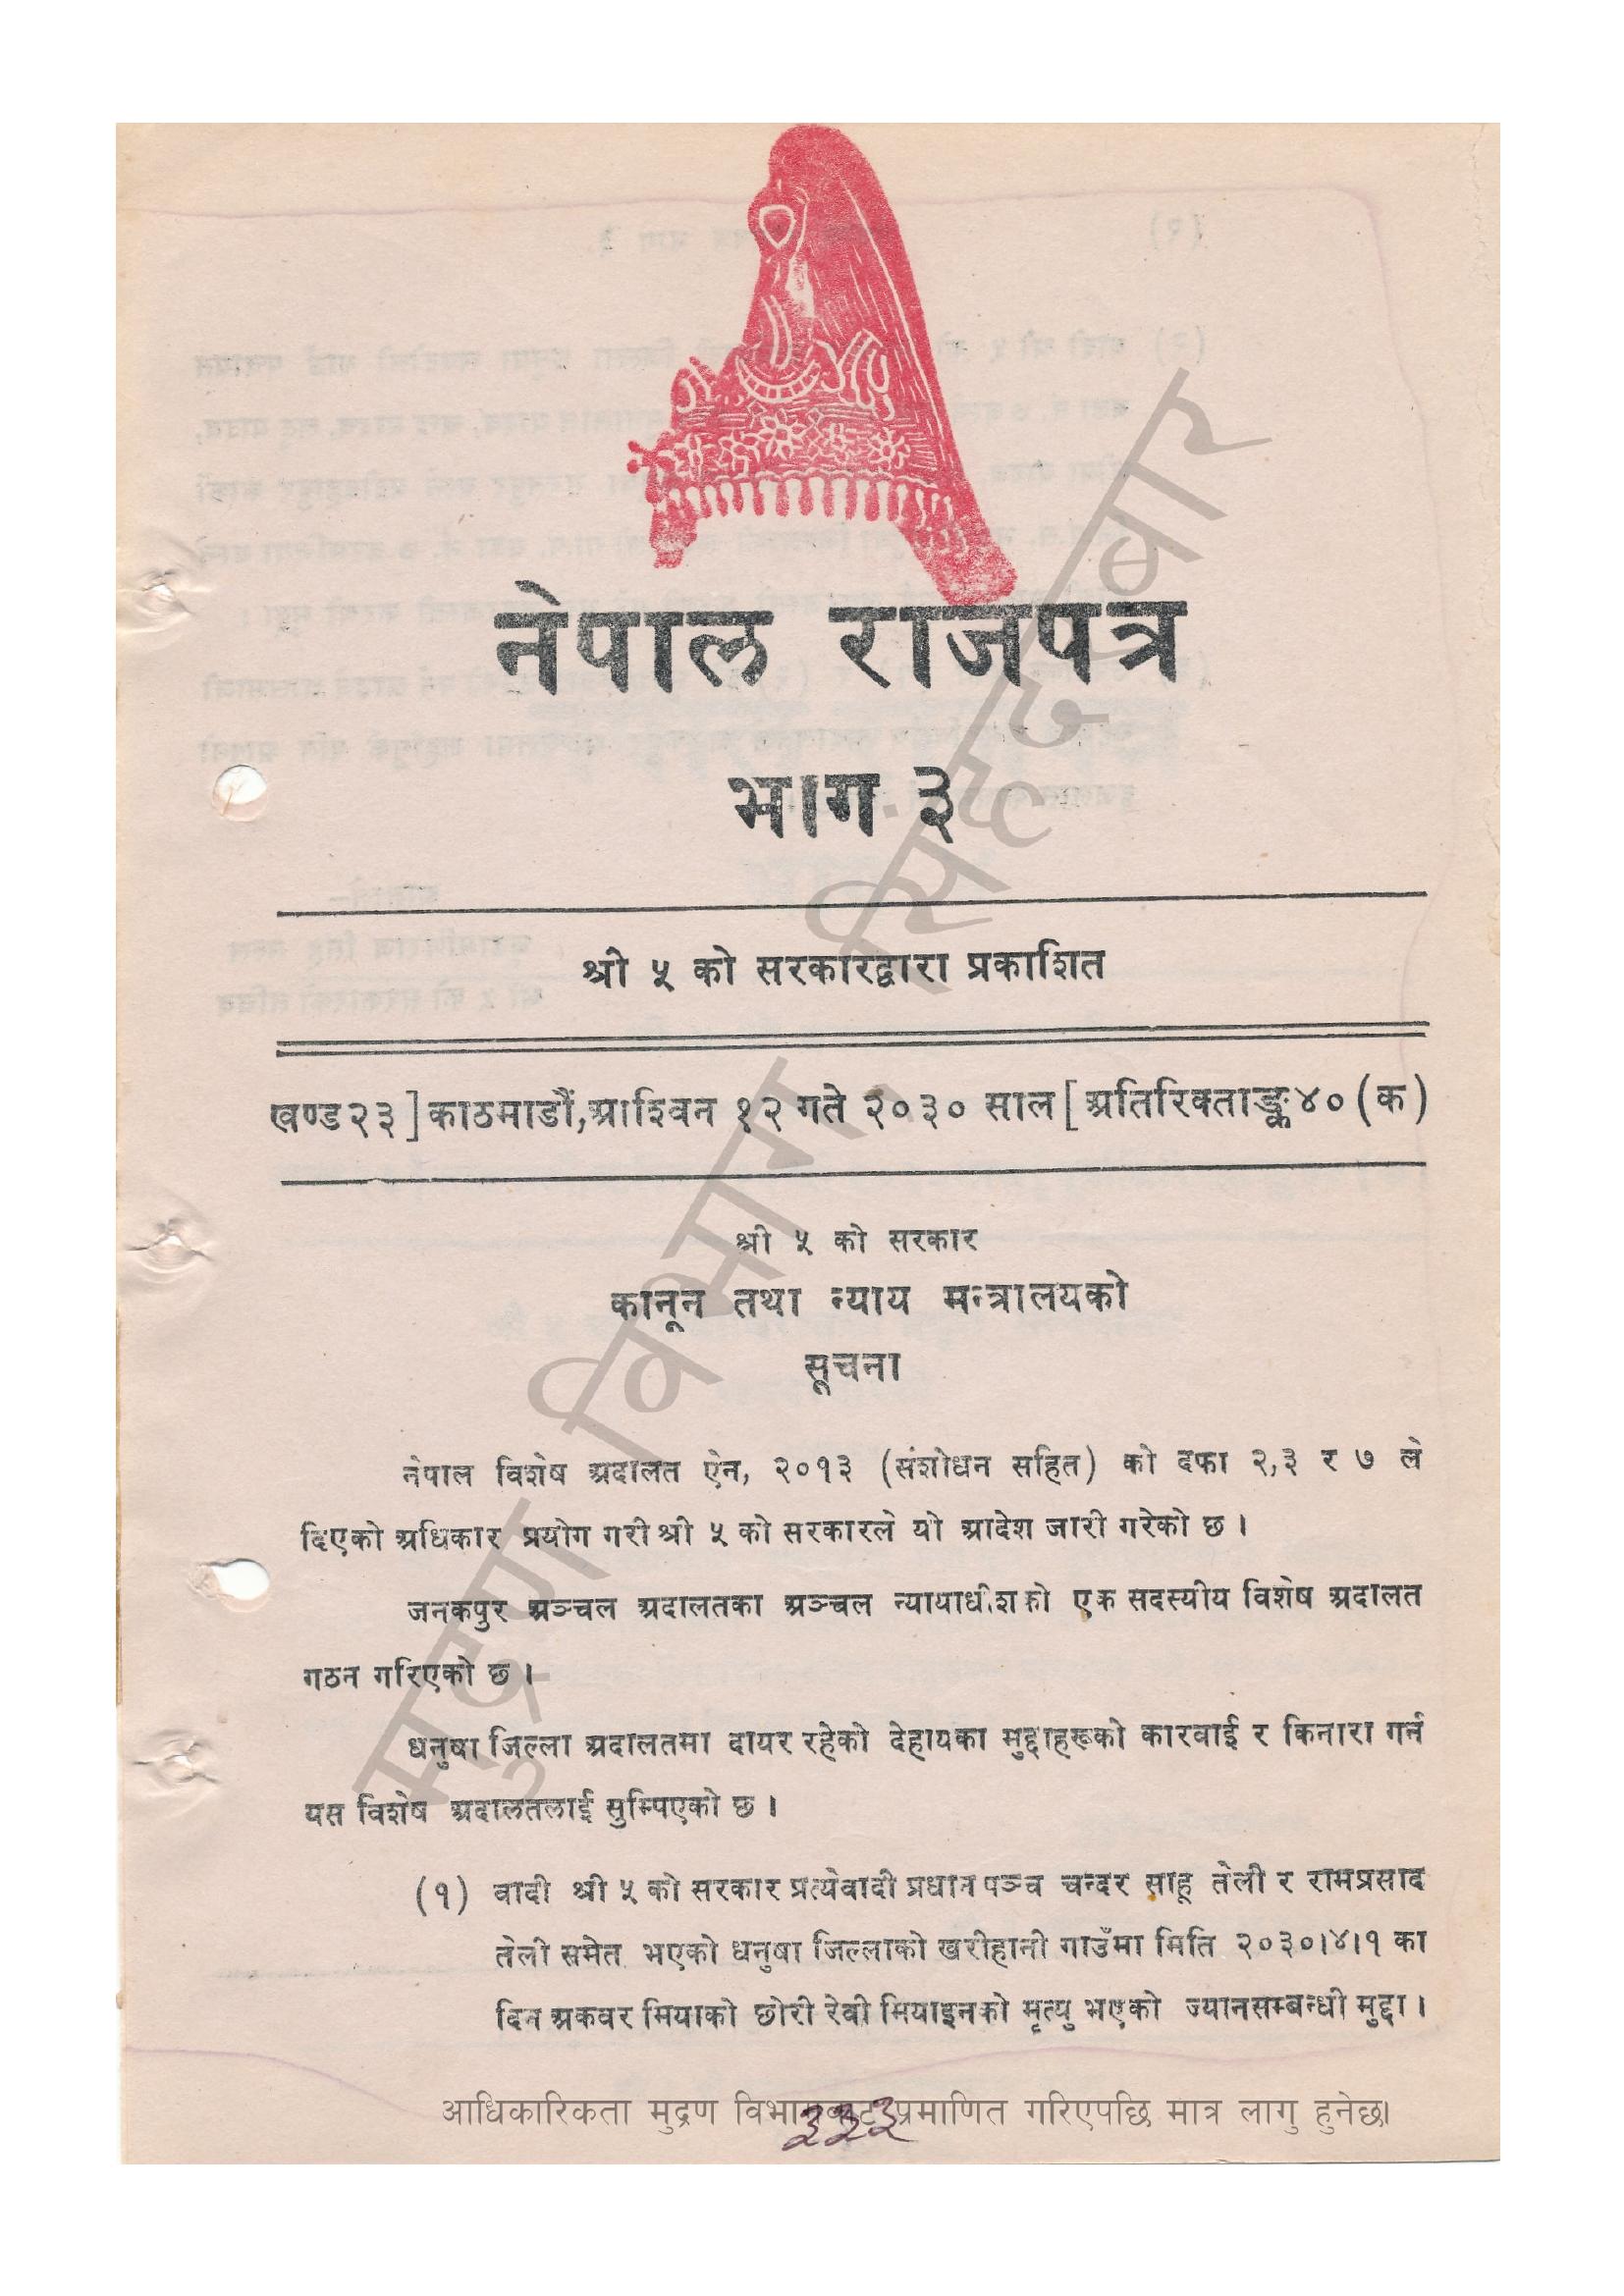 नेपाल राजपत्र
भाग ३
श्री ५ को सरकारद्वारा प्रकाशित
खण्ड २३] काठमाडौं, आश्विन १२ गते २०३० साल [ अतिरिक्ताङ्क ४० (क)
श्री ५ को सरकार
कानून तथा न्याय मन्त्रालयको
सूचना
नेपाल विशेष अदालत ऐन, २०१३ (संशोधन सहित) को दफा २,३ र ७ ले
दिएको अधिकार प्रयोग गरी श्री ५ को सरकारले यो आदेश जारी गरेको छ ।
जनकपुर अञ्चल अदालतका अञ्चल न्यायाधीशको एक सदस्यीय विशेष अदालत
गठन गरिएको छ ।
धनुषा जिल्ला अदालतमा दायर रहेको देहायका मुद्दाहरूको कारवाई र किनारा गर्न
यस विशेष अदालतलाई सुम्पिएको छ ।
(१) वादी श्री ५ को सरकार प्रत्येवादी प्रधान पञ्च चन्दर साहू तेली र रामप्रसाद
तेली समेत भएको धनुषा जिल्लाको खरीहानी गाउँमा मिति २०३०।४।१ का
दिन अकवर मियाको छोरी रेवी मियाइनको मृत्यु भएको ज्यानसम्बन्धी मुद्दा ।
मुद्रण विभाग, सिंहदरबार
आधिकारिकता मुद्रण विभागबाट प्रमाणित गरिएपछि मात्र लागु हुनेछ।
३३३